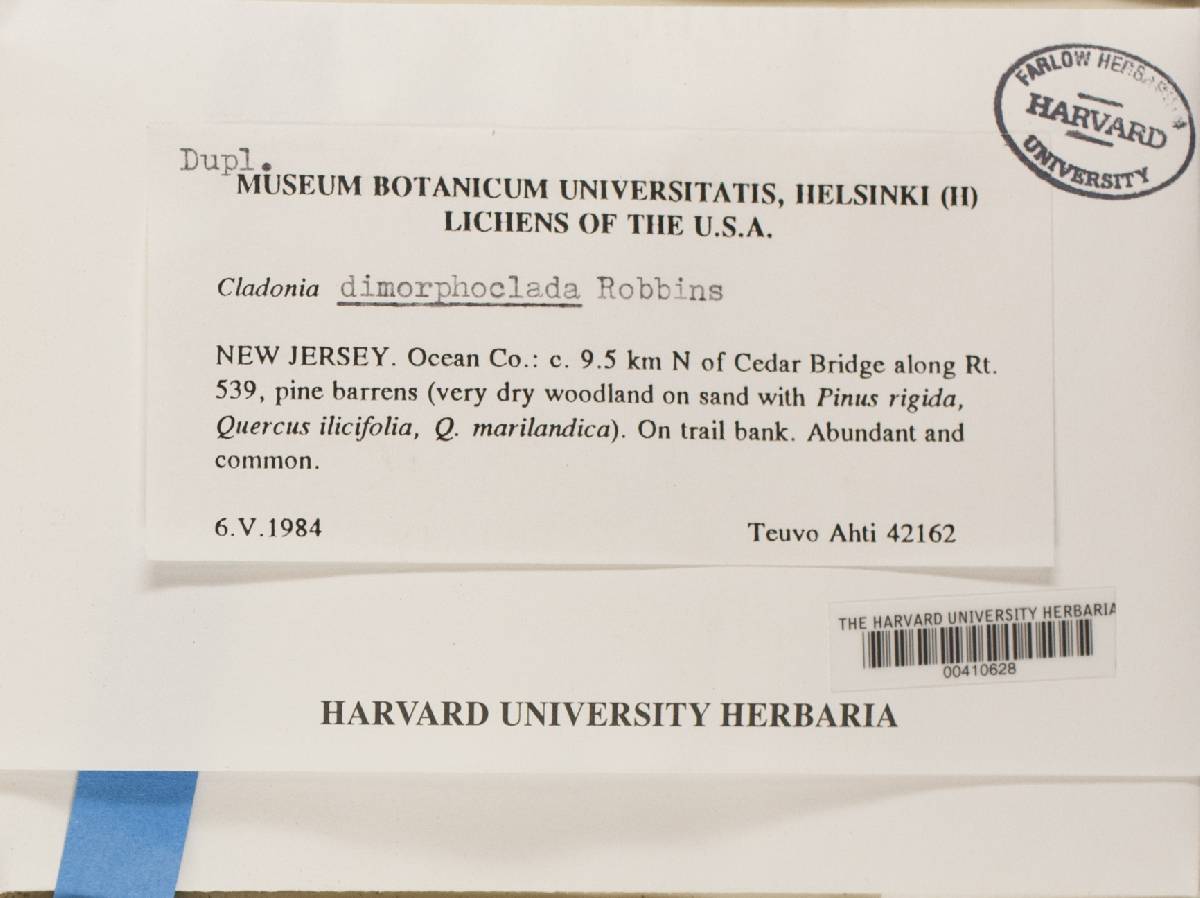 FARLOW HERBARIUM
HARVARD
UNIVERSITY
Dupl.
MUSEUM BOTANICUM UNIVERSITATIS, HELSINKI (H)
LICHENS OF THE U.S.A.
Cladonia dimorphoclada Robbins
NEW JERSEY. Ocean Co.: c. 9.5 km N of Cedar Bridge along Rt.
539, pine barrens (very dry woodland on sand with Pinus rigida,
Quercus ilicifolia, Q. marilandica). On trail bank. Abundant and
common.
6.V.1984 Teuvo Ahti 42162
THE HARVARD UNIVERSITY HERBARIA
00410628
HARVARD UNIVERSITY HERBARIA